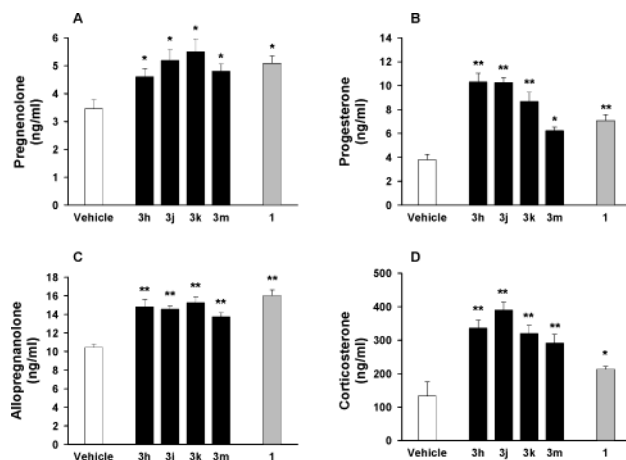 A
Pregnenolone
(ng/ml)
6
5
4
3
2
1
0
* * * * *
Vehicle 3h 3j 3k 3m 1
B
Progesterone
(ng/ml)
14
12
10
8
6
4
2
0
** ** ** * **
Vehicle 3h 3j 3k 3m 1
C
Allopregnanolone
(ng/ml)
18
16
14
12
10
8
6
4
2
0
** ** ** ** **
Vehicle 3h 3i 3k 3m 1
D
Corticosterone
(ng/ml)
500
400
300
200
100
0
** ** ** ** *
Vehicle 3h 3j 3k 3m 1